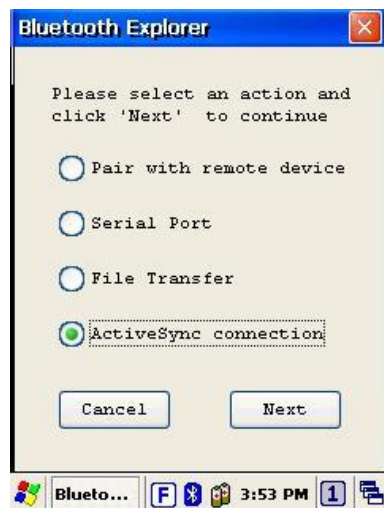 Bluetooth Explorer
Please select an action and
click 'Next' to continue
Pair with remote device
Serial Port
File Transfer
ActiveSync connection
Cancel
Next
Blueto... F 3:53 PM 1